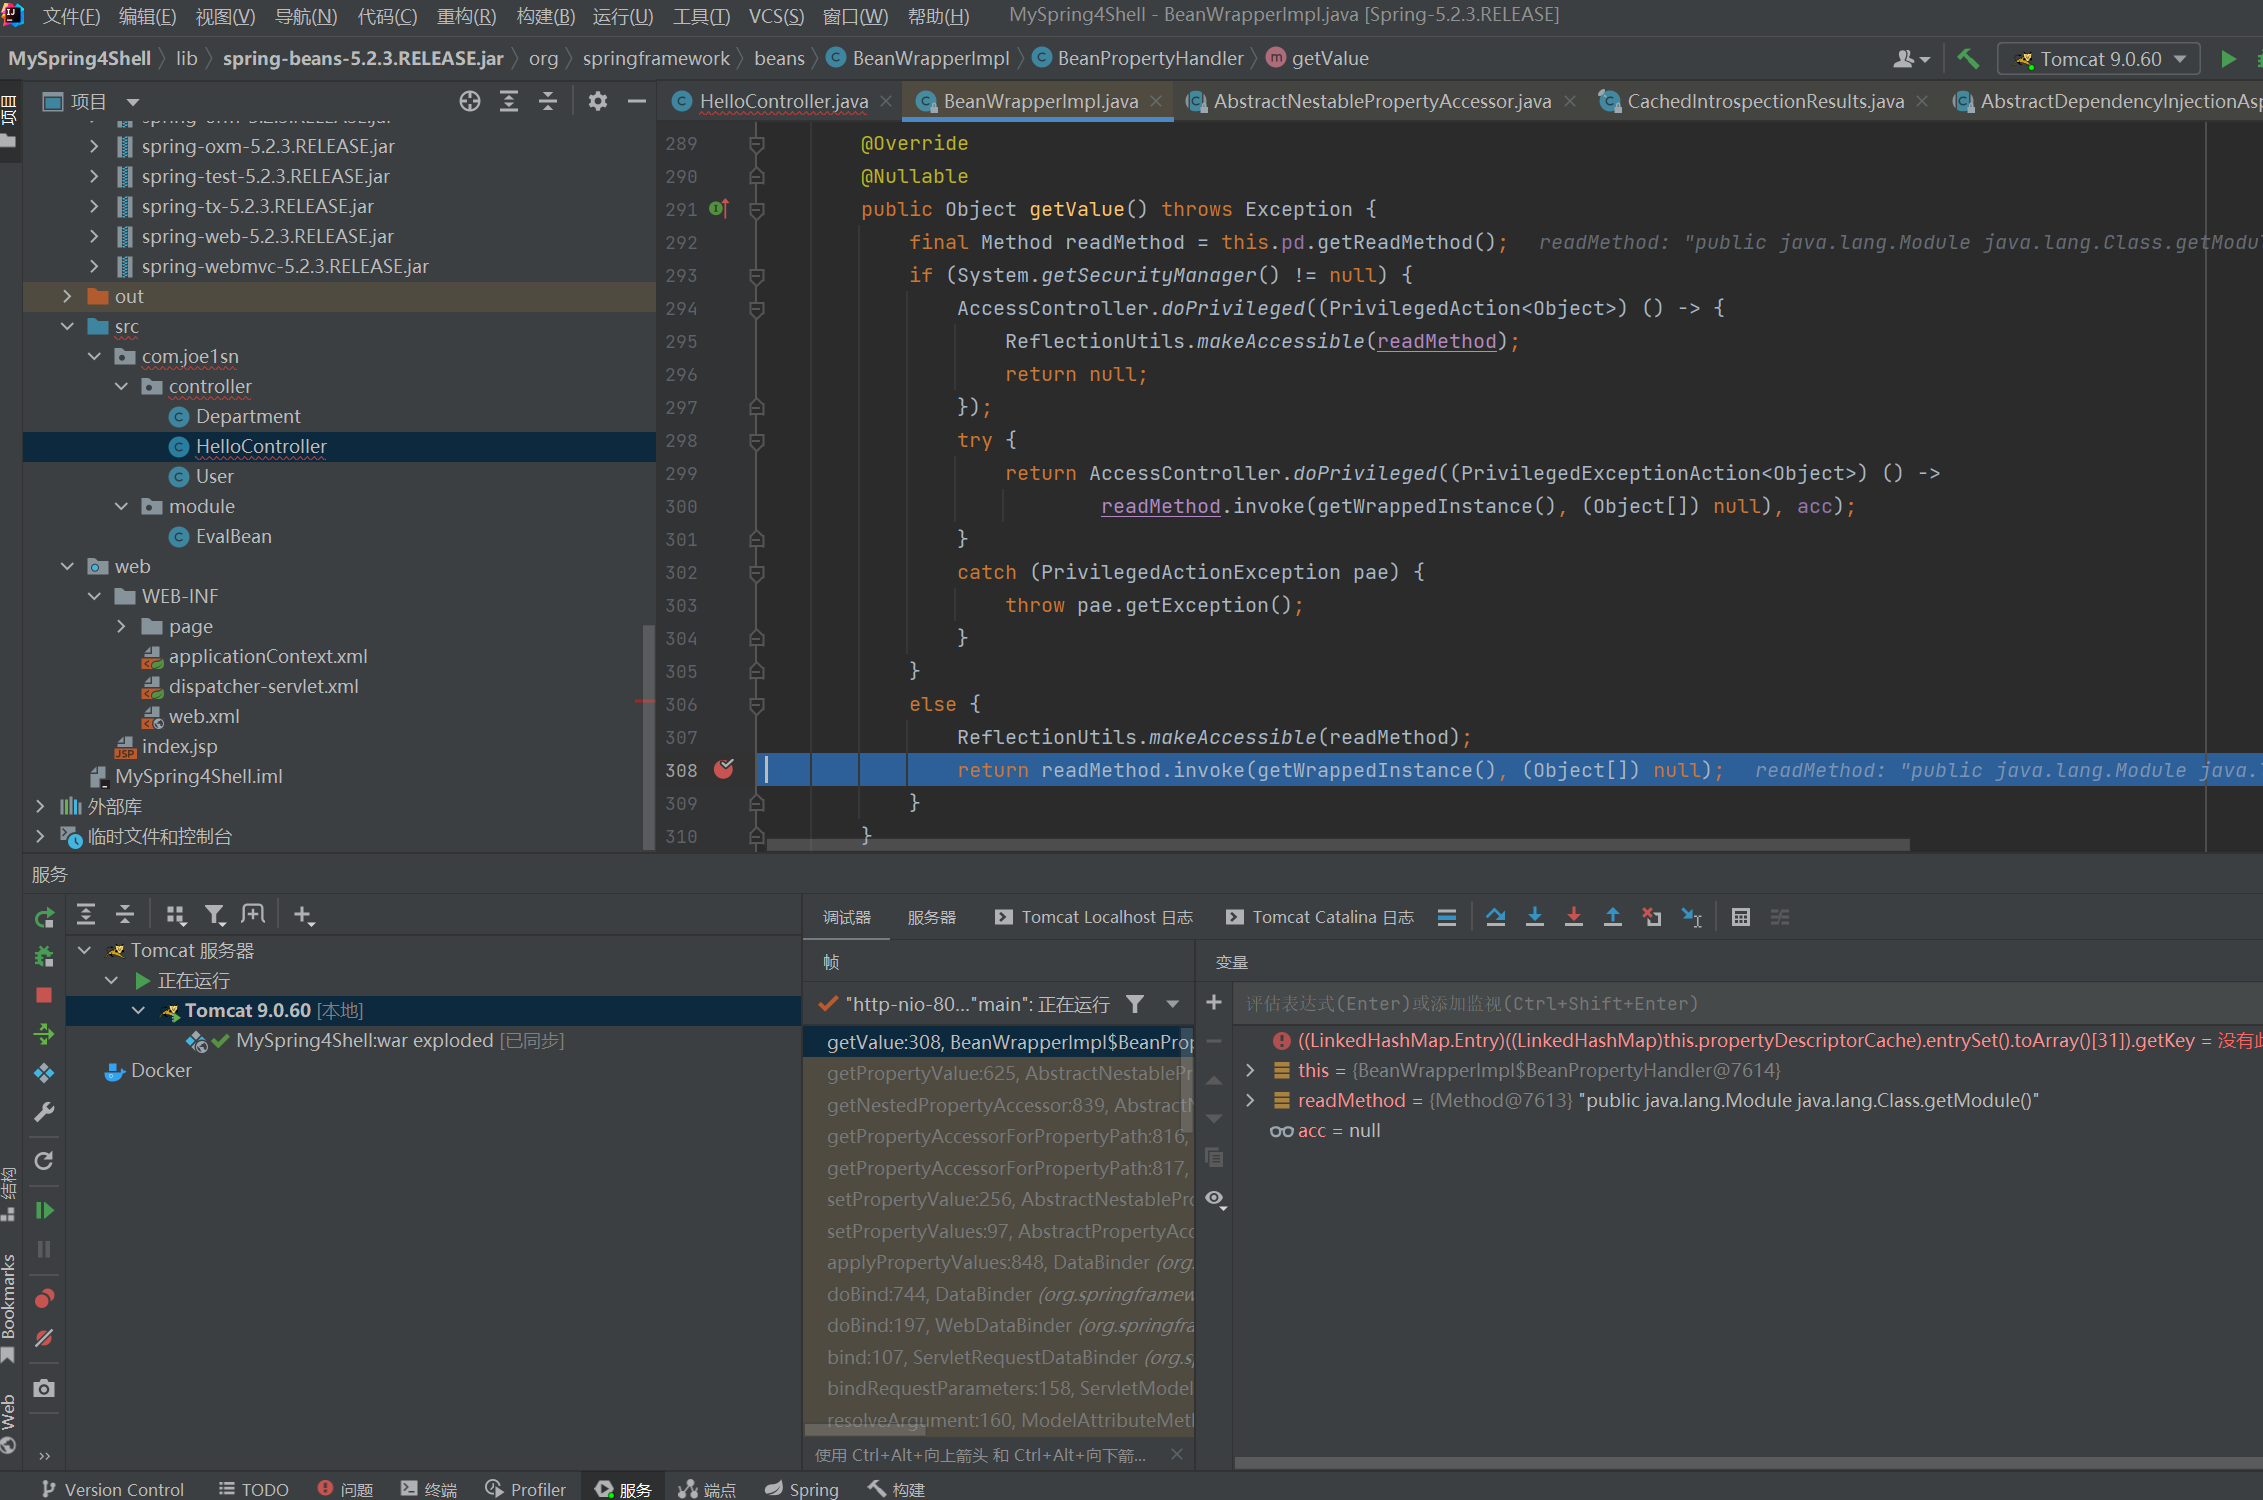 文件(F) 编辑(E) 视图(V) 导航(N) 代码(C) 重构(R) 构建(B) 运行(U) 工具(T) VCS(S) 窗口(W) 帮助(H) MySpring4Shell - BeanWrapperImpl.java [Spring-5.2.3.RELEASE]
MySpring4Shell lib spring-beans-5.2.3.RELEASE.jar org springframework beans BeanWrapperImpl BeanPropertyHandler getValue Tomcat 9.0.60
项目
项目
HelloController.java BeanWrapperImpl.java AbstractNestablePropertyAccessor.java CachedIntrospectionResults.java AbstractDependencyInjectionAsp
spring-oxm-5.2.3.RELEASE.jar
spring-test-5.2.3.RELEASE.jar
spring-tx-5.2.3.RELEASE.jar
spring-web-5.2.3.RELEASE.jar
spring-webmvc-5.2.3.RELEASE.jar
out
src
com.joe1sn
controller
Department
HelloController
User
module
EvalBean
web
WEB-INF
page
applicationContext.xml
dispatcher-servlet.xml
web.xml
index.jsp
MySpring4Shell.iml
外部库
临时文件和控制台
289 @Override
290 @Nullable
291 public Object getValue() throws Exception {
292 final Method readMethod = this.pd.getReadMethod(); readMethod: "public java.lang.Module java.lang.Class.getModul
293 if (System.getSecurityManager() != null) {
294 AccessController.doPrivileged((PrivilegedAction<Object>) () -> {
295 ReflectionUtils.makeAccessible(readMethod);
296 return null;
297 });
298 try {
299 return AccessController.doPrivileged((PrivilegedExceptionAction<Object>) () ->
300 readMethod.invoke(getWrappedInstance(), (Object[]) null), acc);
301 }
302 catch (PrivilegedActionException pae) {
303 throw pae.getException();
304 }
305 }
306 else {
307 ReflectionUtils.makeAccessible(readMethod);
308 return readMethod.invoke(getWrappedInstance(), (Object[]) null); readMethod: "public java.lang.Module java.
309 }
310 }
服务
Tomcat 服务器
正在运行
Tomcat 9.0.60 [本地]
MySpring4Shell:war exploded [已同步]
Docker
调试器 服务器 Tomcat Localhost 日志 Tomcat Catalina 日志
帧
"http-nio-80..."main": 正在运行
getValue:308, BeanWrapperImpl$BeanProp
getPropertyValue:625, AbstractNestablePr
getNestedPropertyAccessor:839, AbstractN
getPropertyAccessorForPropertyPath:816,
getPropertyAccessorForPropertyPath:817,
setPropertyValue:256, AbstractNestablePro
setPropertyValues:97, AbstractPropertyAcc
applyPropertyValues:848, DataBinder (org.
doBind:744, DataBinder (org.springframew
doBind:197, WebDataBinder (org.springfra
bind:107, ServletRequestDataBinder (org.s
bindRequestParameters:158, ServletModel
resolveArgument:160, ModelAttributeMet
使用 Ctrl+Alt+向上箭头 和 Ctrl+Alt+向下箭...
变量
评估表达式(Enter)或添加监视(Ctrl+Shift+Enter)
((LinkedHashMap.Entry)((LinkedHashMap)this.propertyDescriptorCache).entrySet().toArray()[31]).getKey = 没有此
this = {BeanWrapperImpl$BeanPropertyHandler@7614}
readMethod = {Method@7613} "public java.lang.Module java.lang.Class.getModule()"
acc = null
结构
Bookmarks
Web
Version Control TODO 问题 终端 Profiler 服务 端点 Spring 构建